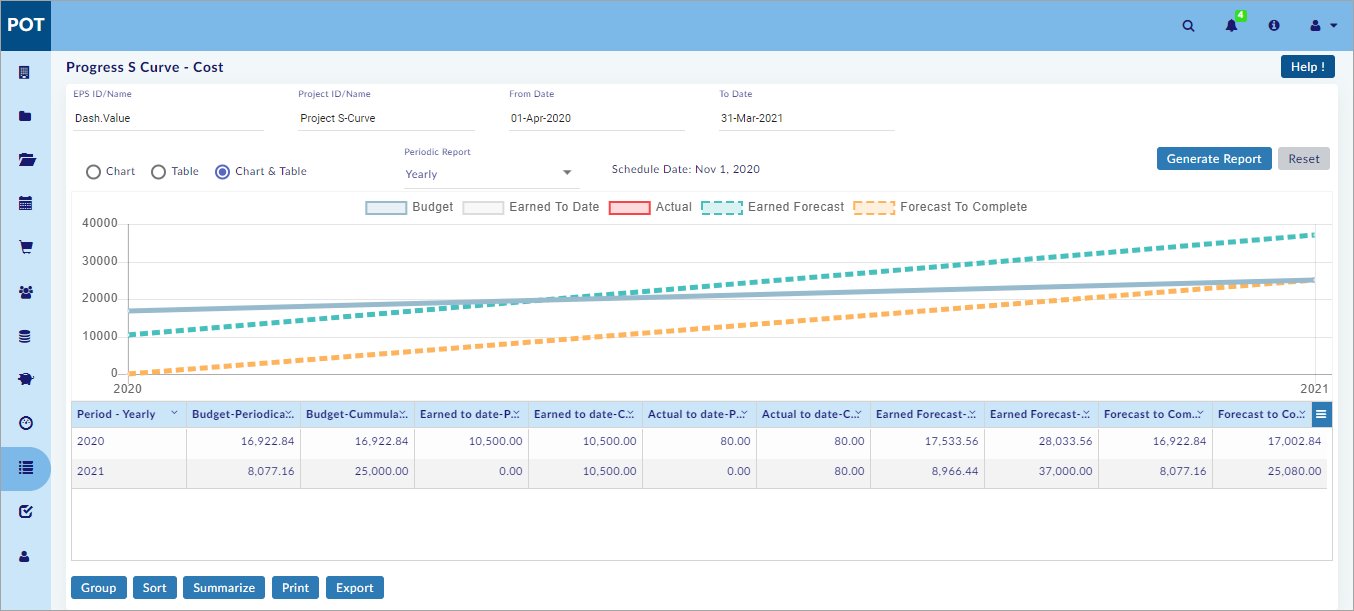 POT
4
Progress S Curve - Cost
Help !
EPS ID/Name
Project ID/Name
From Date
To Date
Dash.Value
Project S-Curve
01-Apr-2020
31-Mar-2021
Periodic Report
Chart
Table
Chart & Table
Yearly
Schedule Date: Nov 1, 2020
Generate Report
Reset
Budget
Earned To Date
Actual
Earned Forecast
Forecast To Complete
40000
30000
20000
10000
0
2020
2021
Period - Yearly
Budget-Periodica...
Budget-Cummula...
Earned to date-P...
Earned to date-C...
Actual to date-P...
Actual to date-C...
Earned Forecast-...
Earned Forecast-...
Forecast to Com...
Forecast to Co...
2020 16,922.84 16,922.84 10,500.00 10,500.00 80.00 80.00 17,533.56 28,033.56 16,922.84 17,002.84
2021 8,077.16 25,000.00 0.00 10,500.00 0.00 80.00 8,966.44 37,000.00 8,077.16 25,080.00
Group
Sort
Summarize
Print
Export